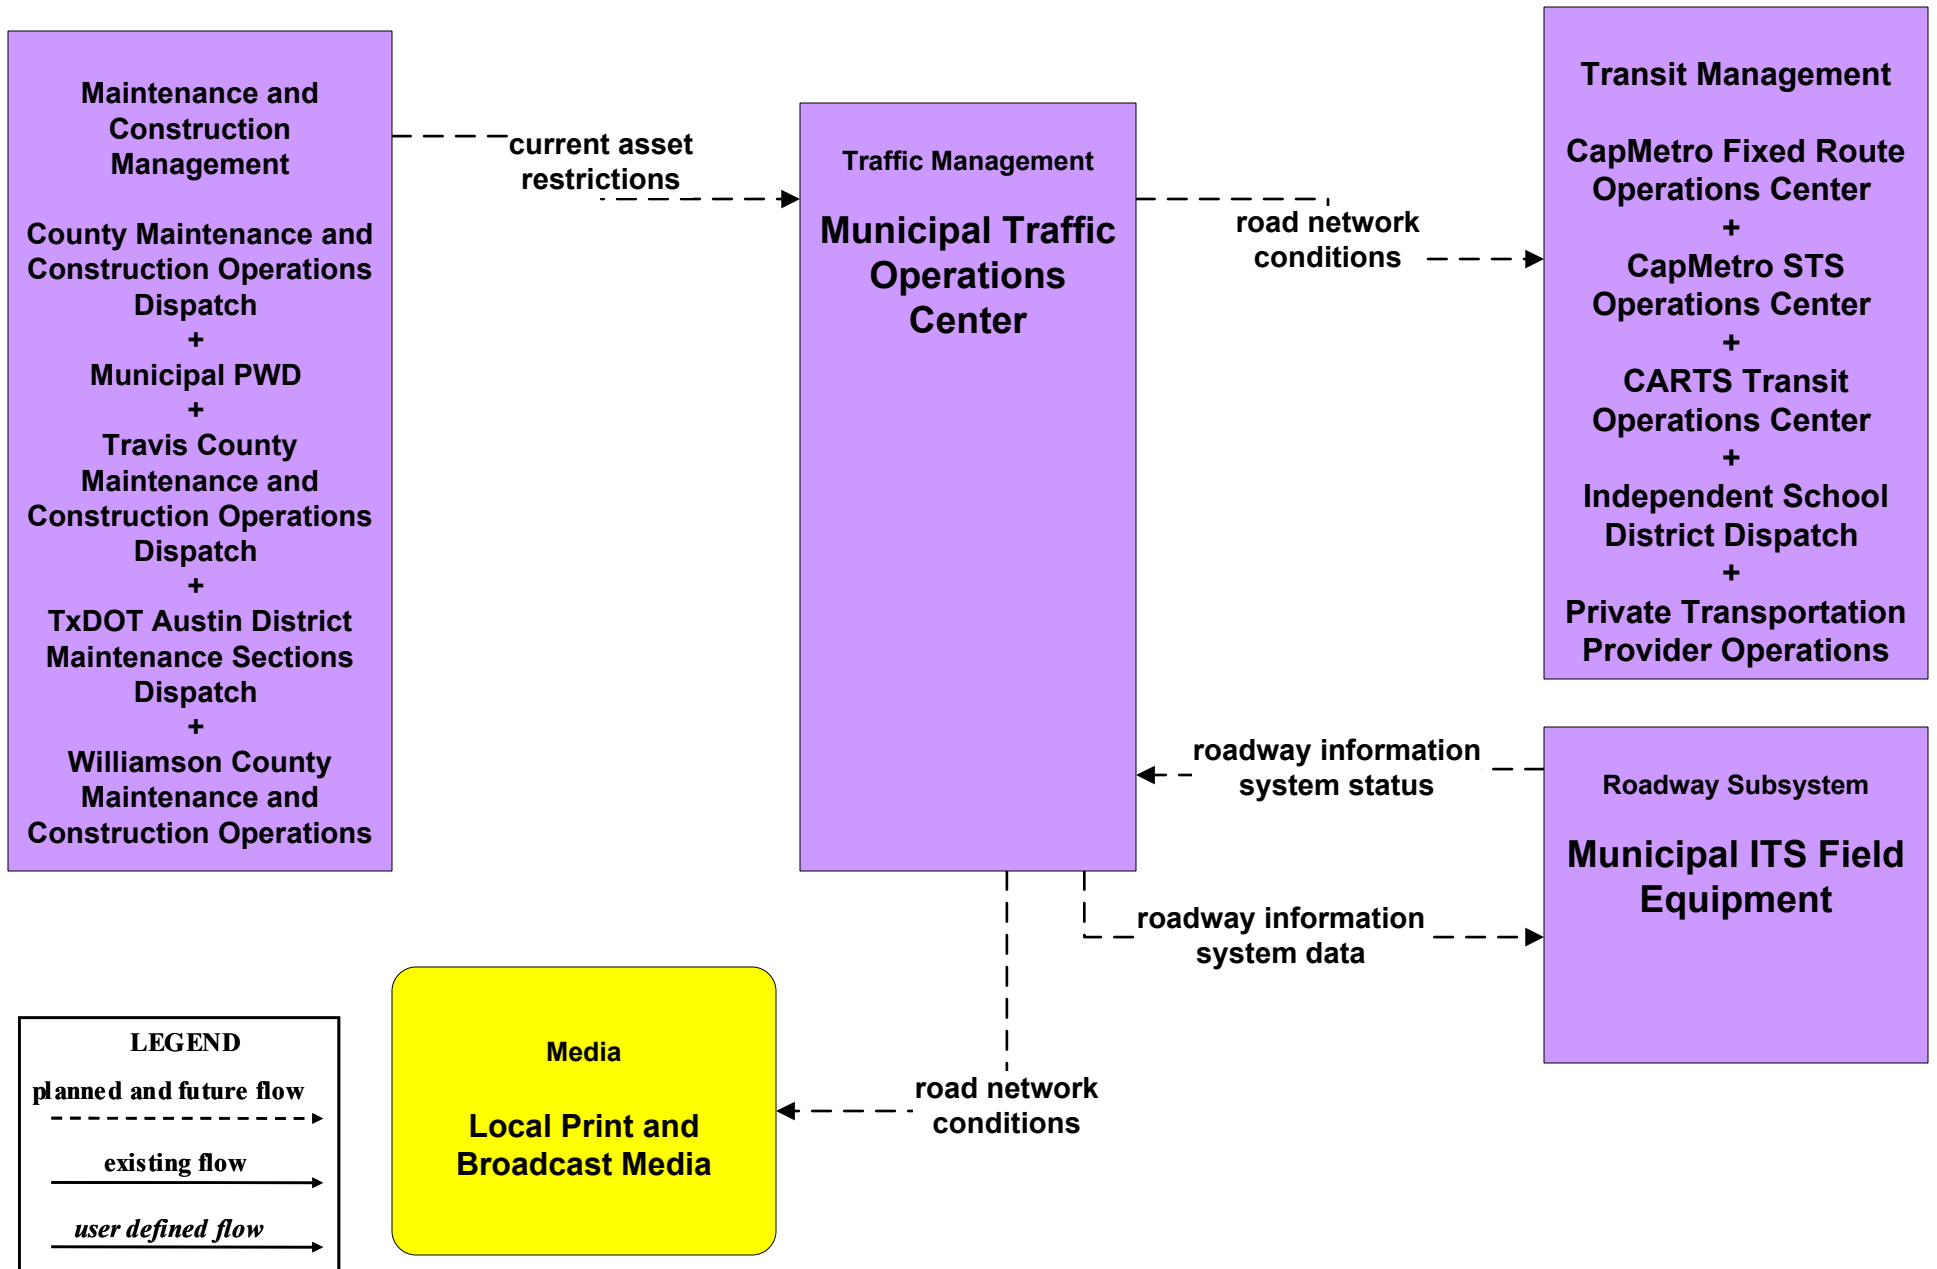 Maintenance and
Construction
Management
County Maintenance and
Construction Operations
Dispatch
+
Municipal PWD
+
Travis County
Maintenance and
Construction Operations
Dispatch
+
TxDOT Austin District
Maintenance Sections
Dispatch
+
Williamson County
Maintenance and
Construction Operations
current asset
restrictions
Traffic Management
Municipal Traffic
Operations
Center
road network
conditions
Transit Management
CapMetro Fixed Route
Operations Center
+
CapMetro STS
Operations Center
+
CARTS Transit
Operations Center
+
Independent School
District Dispatch
+
Private Transportation
Provider Operations
roadway information
system status
Roadway Subsystem
Municipal ITS Field
Equipment
roadway information
system data
Media
Local Print and
Broadcast Media
road network
conditions
LEGEND
planned and future flow
existing flow
user defined flow